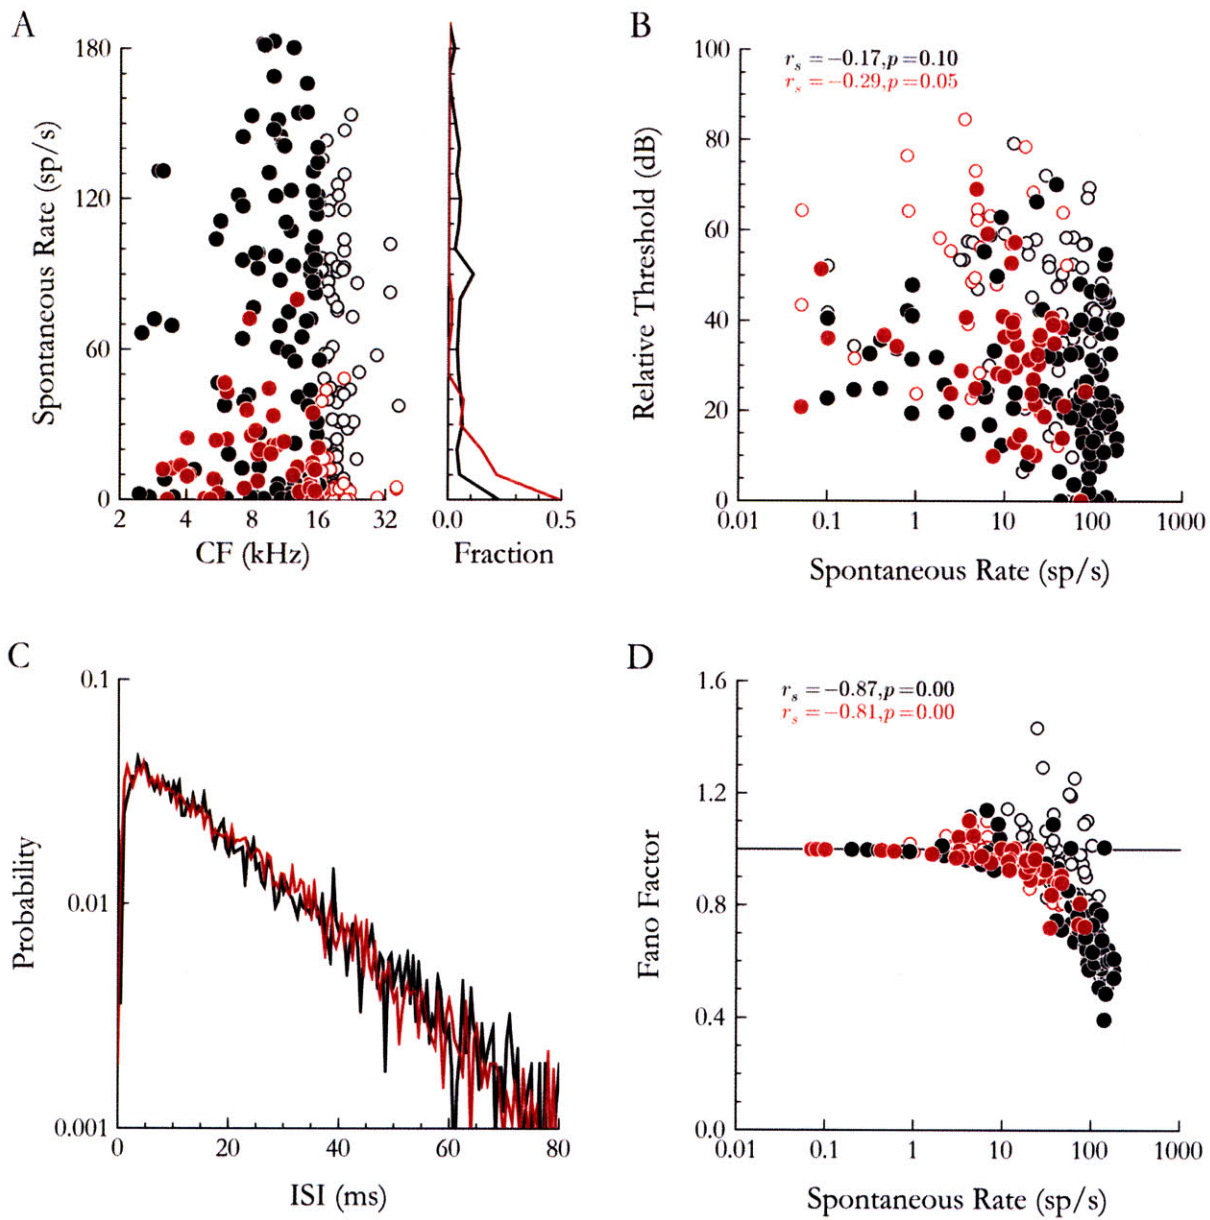 A
180
120
60
0
Spontaneous Rate (sp/s)
2 4 8 16 32
CF (kHz)
0.0 0.5
Fraction
B
r_s = −0.17, p = 0.10
r_s = −0.29, p = 0.05
100
80
60
40
20
0
Relative Threshold (dB)
0.01 0.1 1 10 100 1000
Spontaneous Rate (sp/s)
C
0.1
0.01
0.001
Probability
0 20 40 60 80
ISI (ms)
D
r_s = −0.87, p = 0.00
r_s = −0.81, p = 0.00
1.6
1.2
0.8
0.4
0.0
Fano Factor
0.01 0.1 1 10 100 1000
Spontaneous Rate (sp/s)